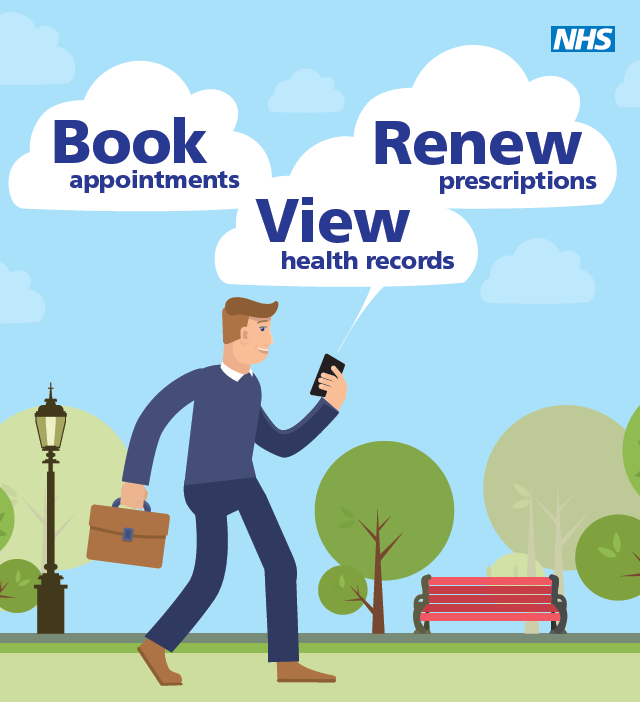 NHS
Book
appointments
Renew
prescriptions
View
health records